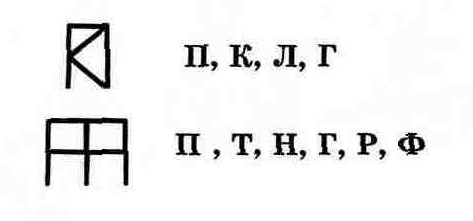 П, К, Л, Г
П , Т, Н, Г, Р, Ф